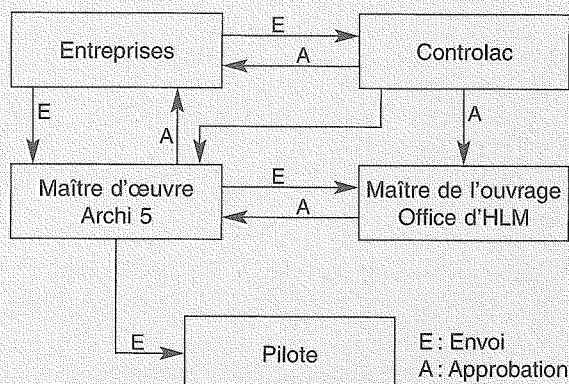 Entreprises
E
A
Controlac
E
A
A
Maître d'œuvre
Archi 5
E
A
Maître de l'ouvrage
Office d'HLM
E
Pilote
E : Envoi
A : Approbation